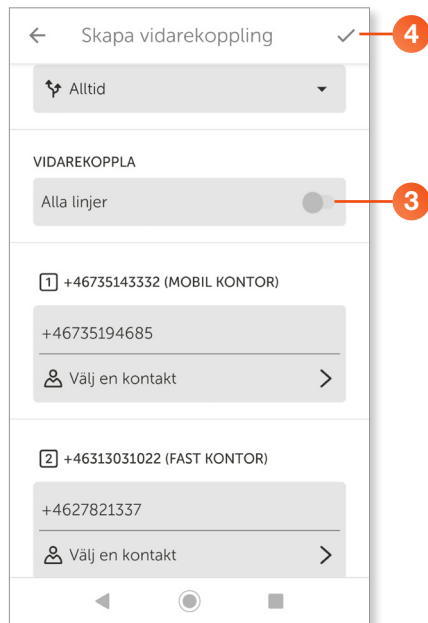 Skapa vidarekoppling
4
Alltid
VIDAREKOPPLA
Alla linjer
3
1 +46735143332 (MOBIL KONTOR)
+46735194685
Välj en kontakt
2 +46313031022 (FAST KONTOR)
+4627821337
Välj en kontakt